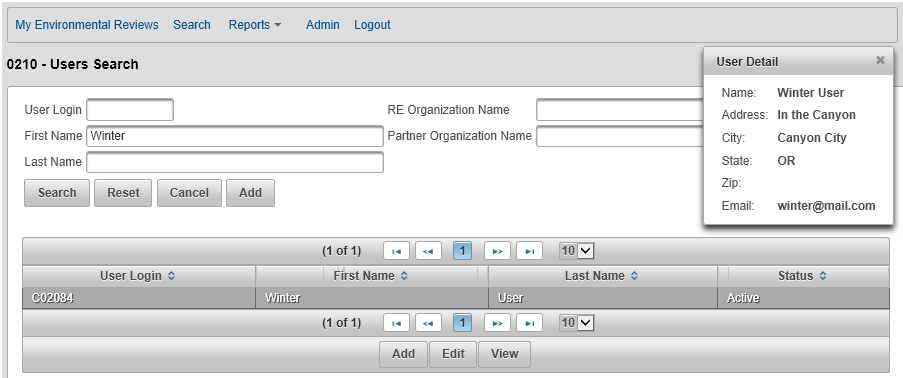 My Environmental Reviews Search Reports Admin Logout
0210 - Users Search
User Detail
Name: Winter User
Address: In the Canyon
City: Canyon City
State: OR
Zip:
Email: winter@mail.com
User Login RE Organization Name
First Name Winter Partner Organization Name
Last Name
Search Reset Cancel Add
(1 of 1) 1 10
User Login First Name Last Name Status
C02084 Winter User Active
(1 of 1) 1 10
Add Edit View